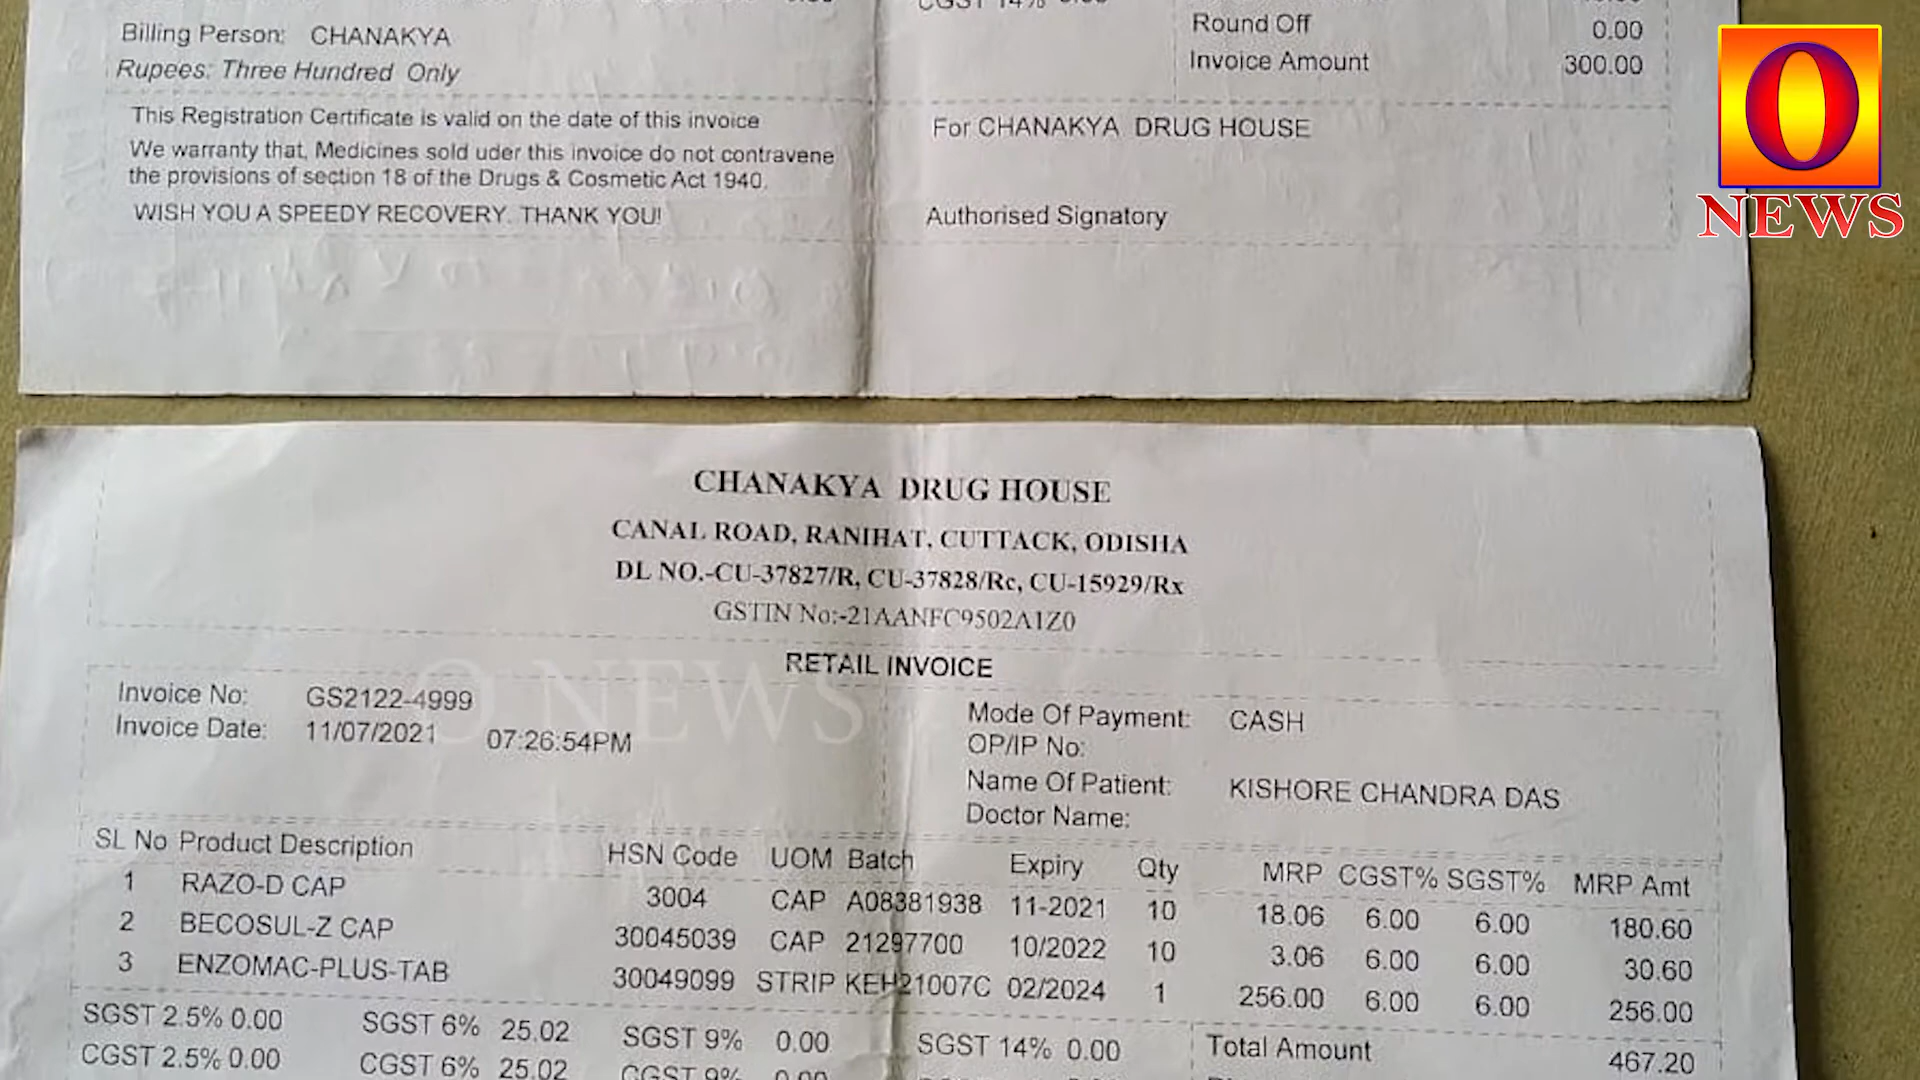 CGST 14%
Billing Person: CHANAKYA
Round Off 0.00
Rupees: Three Hundred Only
Invoice Amount 300.00
This Registration Certificate is valid on the date of this invoice
We warranty that, Medicines sold uder this invoice do not contravene
the provisions of section 18 of the Drugs & Cosmetic Act 1940.
WISH YOU A SPEEDY RECOVERY. THANK YOU!
For CHANAKYA DRUG HOUSE
Authorised Signatory
O
NEWS
CHANAKYA DRUG HOUSE
CANAL ROAD, RANIHAT, CUTTACK, ODISHA
DL NO.-CU-37827/R, CU-37828/Rc, CU-15929/Rx
GSTIN No:-21AANFC9502A1Z0
RETAIL INVOICE
O NEWS
Invoice No: GS2122-4999
Invoice Date: 11/07/2021 07:26:54PM
Mode Of Payment: CASH
OP/IP No:
Name Of Patient: KISHORE CHANDRA DAS
Doctor Name:
SL No Product Description HSN Code UOM Batch Expiry Qty MRP CGST% SGST% MRP Amt
1 RAZO-D CAP 3004 CAP A08381938 11-2021 10 18.06 6.00 6.00 180.60
2 BECOSUL-Z CAP 30045039 CAP 21297700 10/2022 10 3.06 6.00 6.00 30.60
3 ENZOMAC-PLUS-TAB 30049099 STRIP KEH21007C 02/2024 1 256.00 6.00 6.00 256.00
SGST 2.5% 0.00 SGST 6% 25.02 SGST 9% 0.00 SGST 14% 0.00 Total Amount 467.20
CGST 2.5% 0.00 CGST 6% 25.02 CGST 9% 0.00